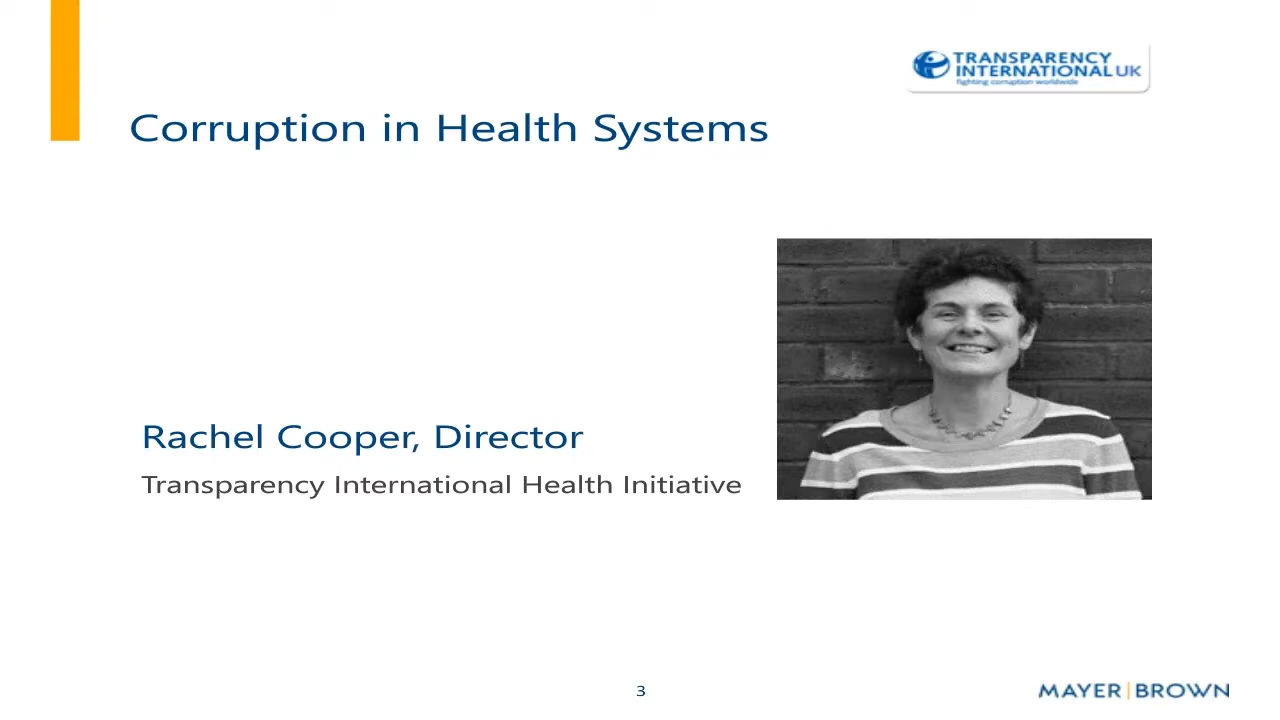 TRANSPARENCY
INTERNATIONAL UK
fighting corruption worldwide
Corruption in Health Systems
Rachel Cooper, Director
Transparency International Health Initiative
3
MAYER|BROWN